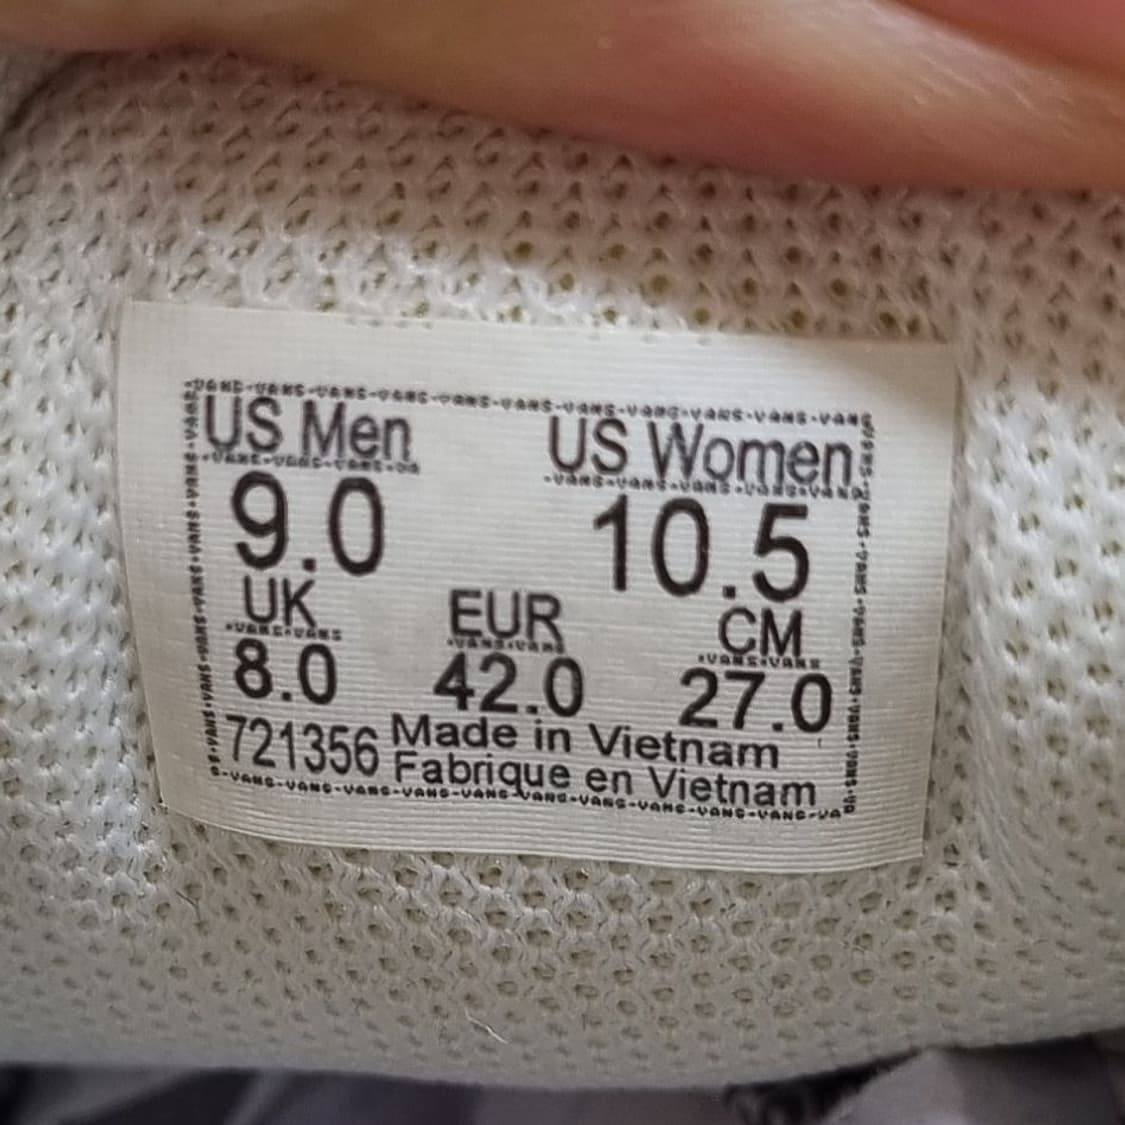 US Men US Women
9.0 10.5
UK EUR CM
8.0 42.0 27.0
721356 Made in Vietnam
Fabrique en Vietnam